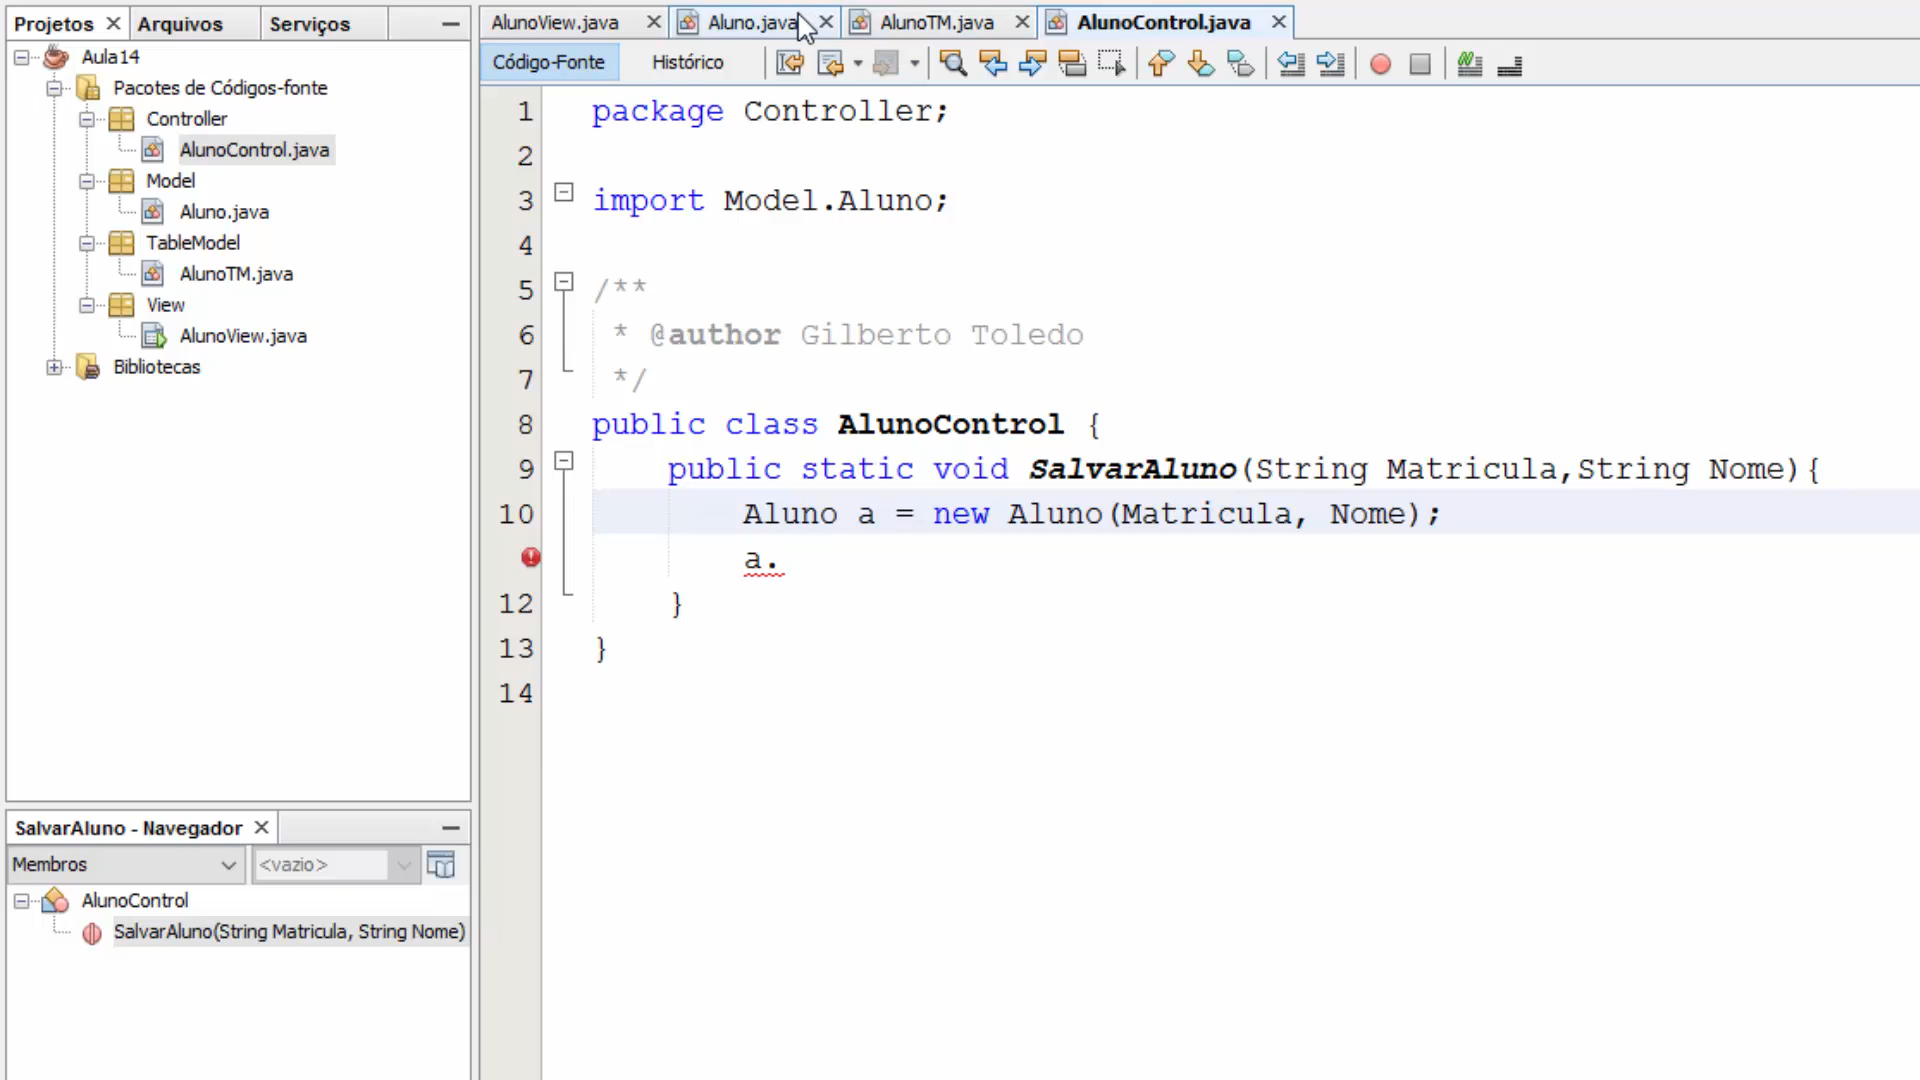 Projetos
Arquivos
Serviços
Aula14
Pacotes de Códigos-fonte
Controller
AlunoControl.java
Model
Aluno.java
TableModel
AlunoTM.java
View
AlunoView.java
Bibliotecas
SalvarAluno - Navegador
Membros
<vazio>
AlunoControl
SalvarAluno(String Matricula, String Nome)
AlunoView.java
Aluno.java
AlunoTM.java
AlunoControl.java
Código-Fonte
Histórico
1 package Controller;
2
3 import Model.Aluno;
4
5 /**
6 * @author Gilberto Toledo
7 */
8 public class AlunoControl {
9 public static void SalvarAluno(String Matricula,String Nome){
10 Aluno a = new Aluno(Matricula, Nome);
a.
12 }
13 }
14